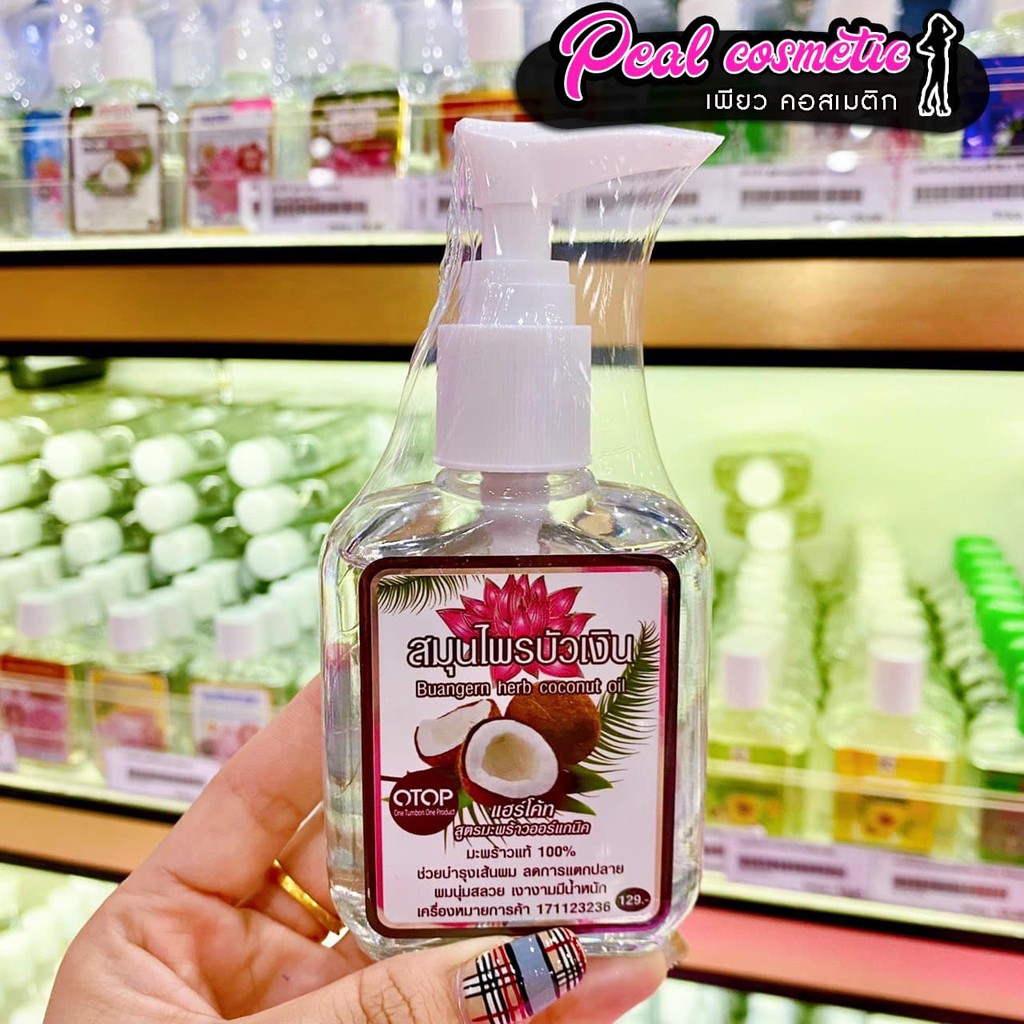 Peal cosmetic
เพียว คอสเมติก
สมุนไพรบัวเงิน
Buangern herb coconut oil
OTOP
One Tumbon One Product
แฮร์โค้ท
สูตรมะพร้าวออร์แกนิค
มะพร้าวแท้ 100%
ช่วยบำรุงเส้นผม ลดการแตกปลาย
ผมนุ่มสลวย เงางามมีน้ำหนัก
เครื่องหมายการค้า 171123236
129.-